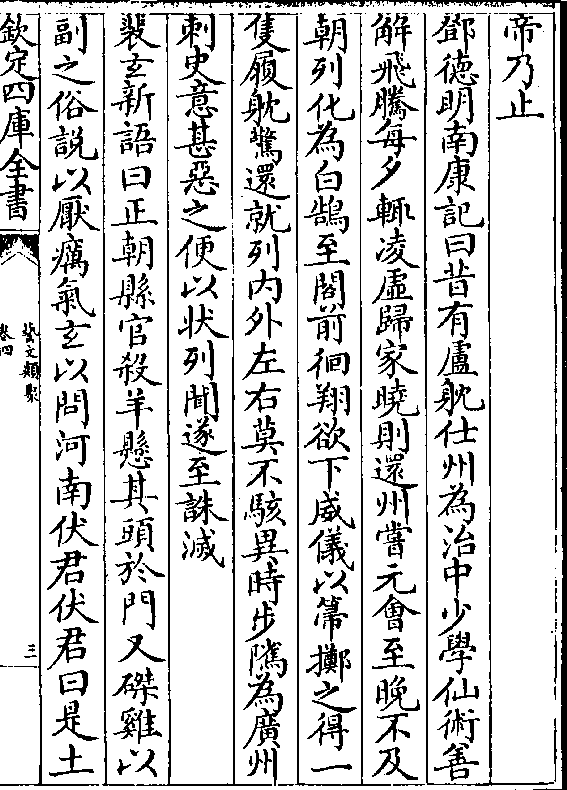 帝乃止
鄧德明南康記曰昔有盧躭仕州為治中少學仙術善
解飛騰每夕輒凌虛歸家曉則還州嘗元會至晚不及
朝列化為白鵠至閣前徊翔欲下威儀以箒擲之得一
隻履躭驚還就列内外左右莫不駭異時步隲為廣州
刺史意甚惡之便以狀列聞遂至誅滅
裴玄新語曰正朝縣官殺羊懸其頭於門又磔雞以
副之俗説以厭癘氣玄以問河南伏君伏君曰是土
欽定四庫全書
藝文類聚
卷四
三